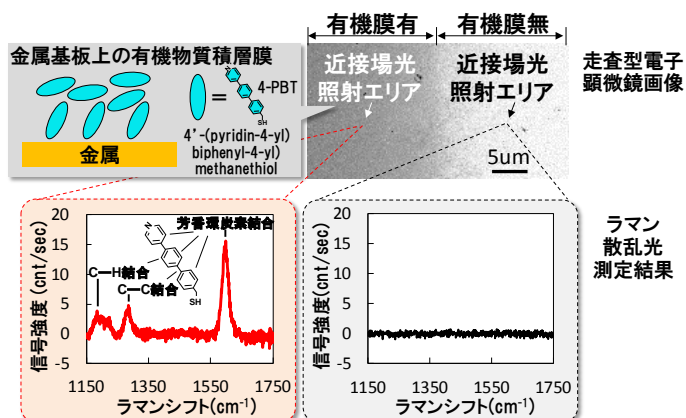 有機膜有
有機膜無
金属基板上の有機物質積層膜
=
N
4-PBT
SH
4’-(pyridin-4-yl)
biphenyl-4-yl)
methanethiol
金属
近接場光
照射エリア
近接場光
照射エリア
5um
走査型電子
顕微鏡画像
信号強度(cnt/sec)
20
15
10
5
0
-5
N
芳香環炭素結合
C─H結合
C─C結合
SH
1150
1350
1550
1750
ラマンシフト(cm⁻¹)
信号強度(cnt/sec)
20
15
10
5
0
-5
1150
1350
1550
1750
ラマンシフト(cm⁻¹)
ラマン
散乱光
測定結果